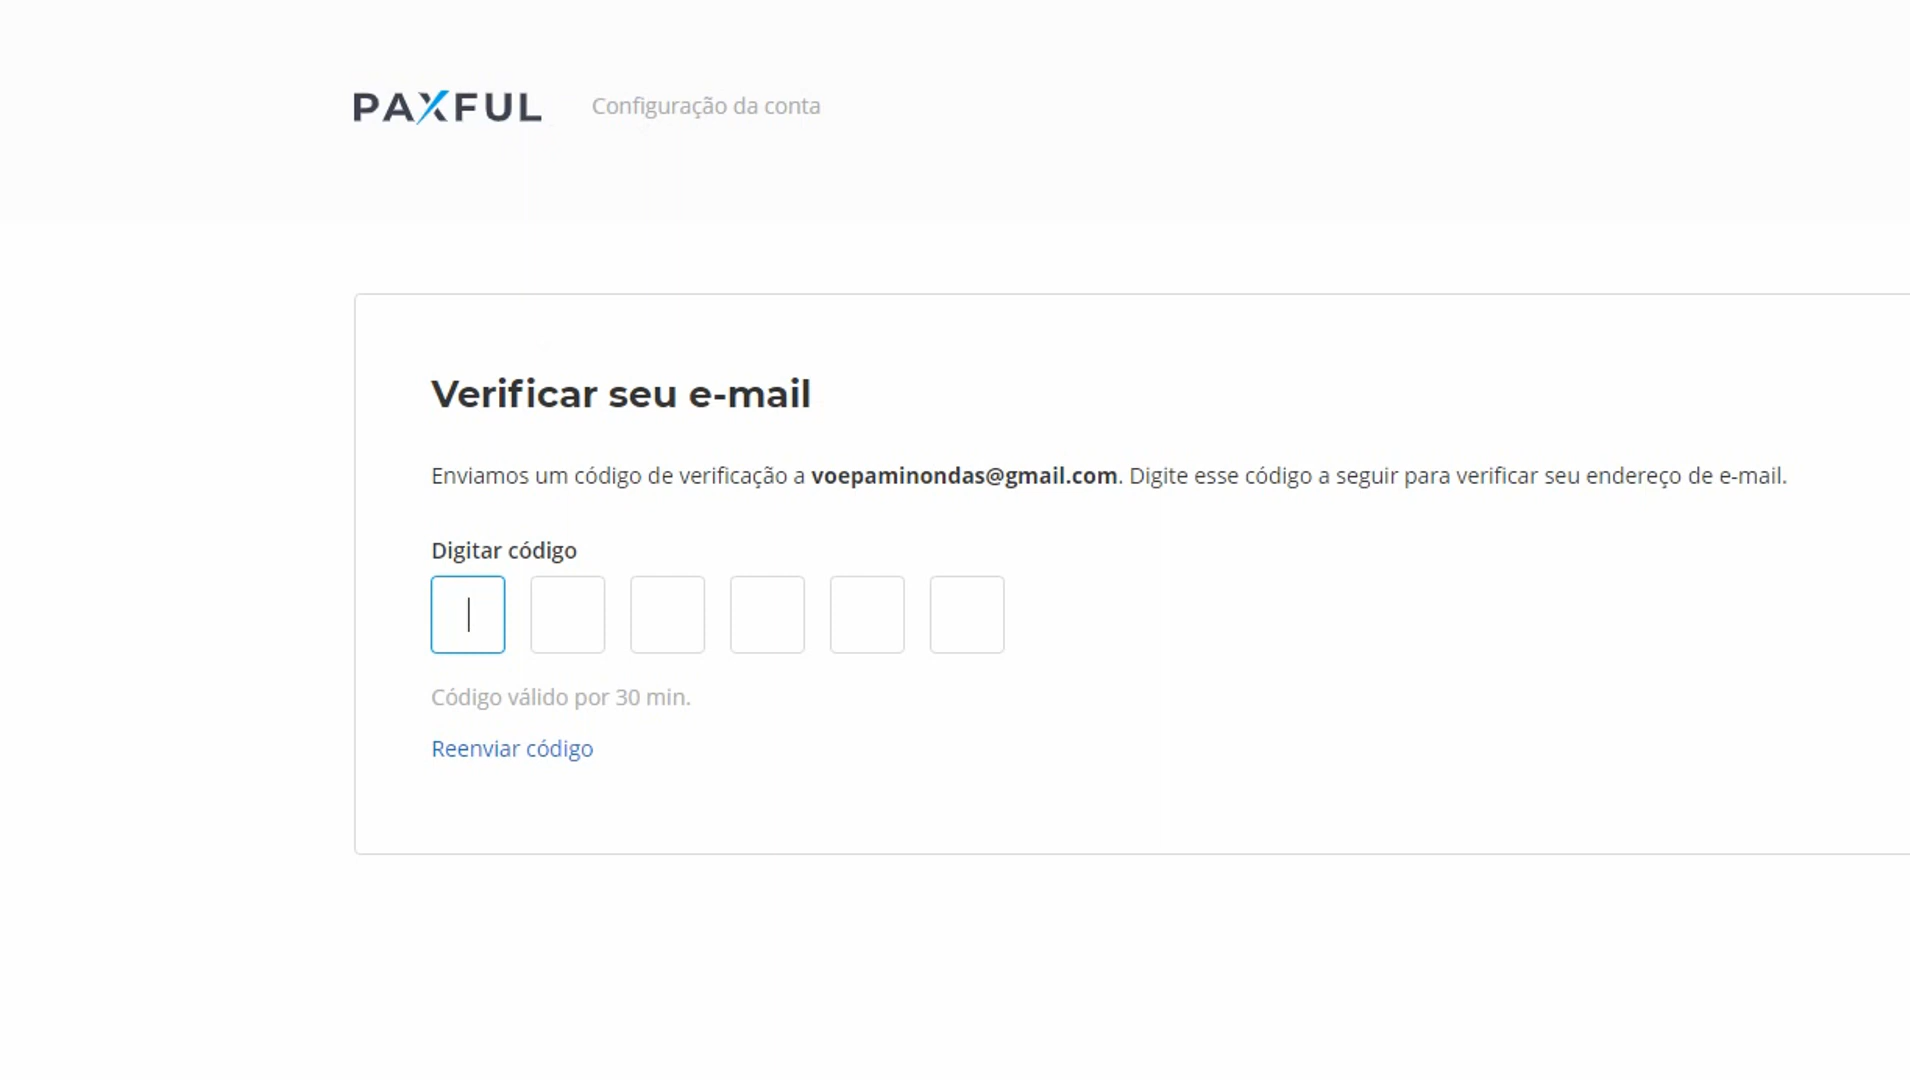 PAXFUL Configuração da conta
Verificar seu e-mail
Enviamos um código de verificação a voepaminondas@gmail.com. Digite esse código a seguir para verificar seu endereço de e-mail.
Digitar código
Código válido por 30 min.
Reenviar código